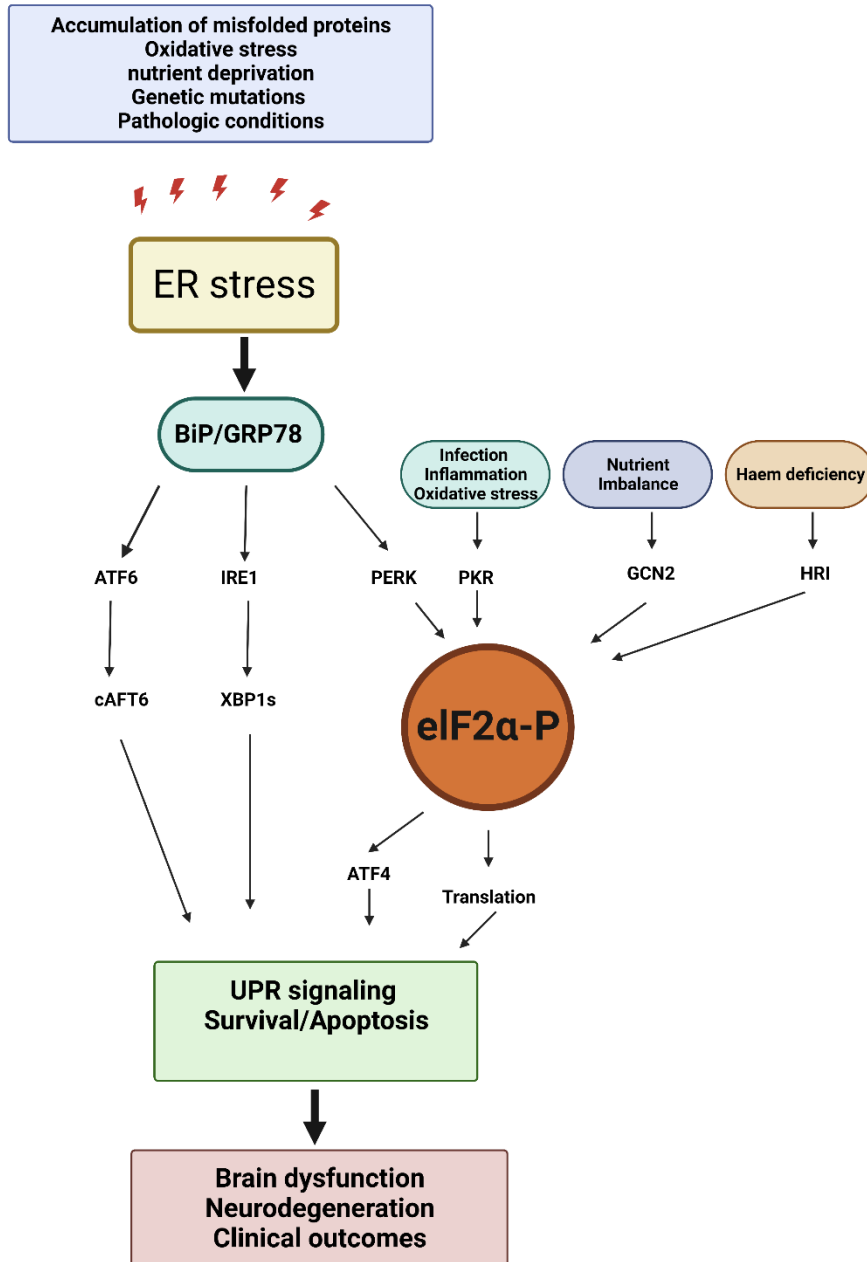 Accumulation of misfolded proteins
Oxidative stress
nutrient deprivation
Genetic mutations
Pathologic conditions
ER stress
BiP/GRP78
Infection
Inflammation
Oxidative stress
Nutrient
Imbalance
Haem deficiency
ATF6
IRE1
PERK
PKR
GCN2
HRI
cAFT6
XBP1s
eIF2α-P
ATF4
Translation
UPR signaling
Survival/Apoptosis
Brain dysfunction
Neurodegeneration
Clinical outcomes